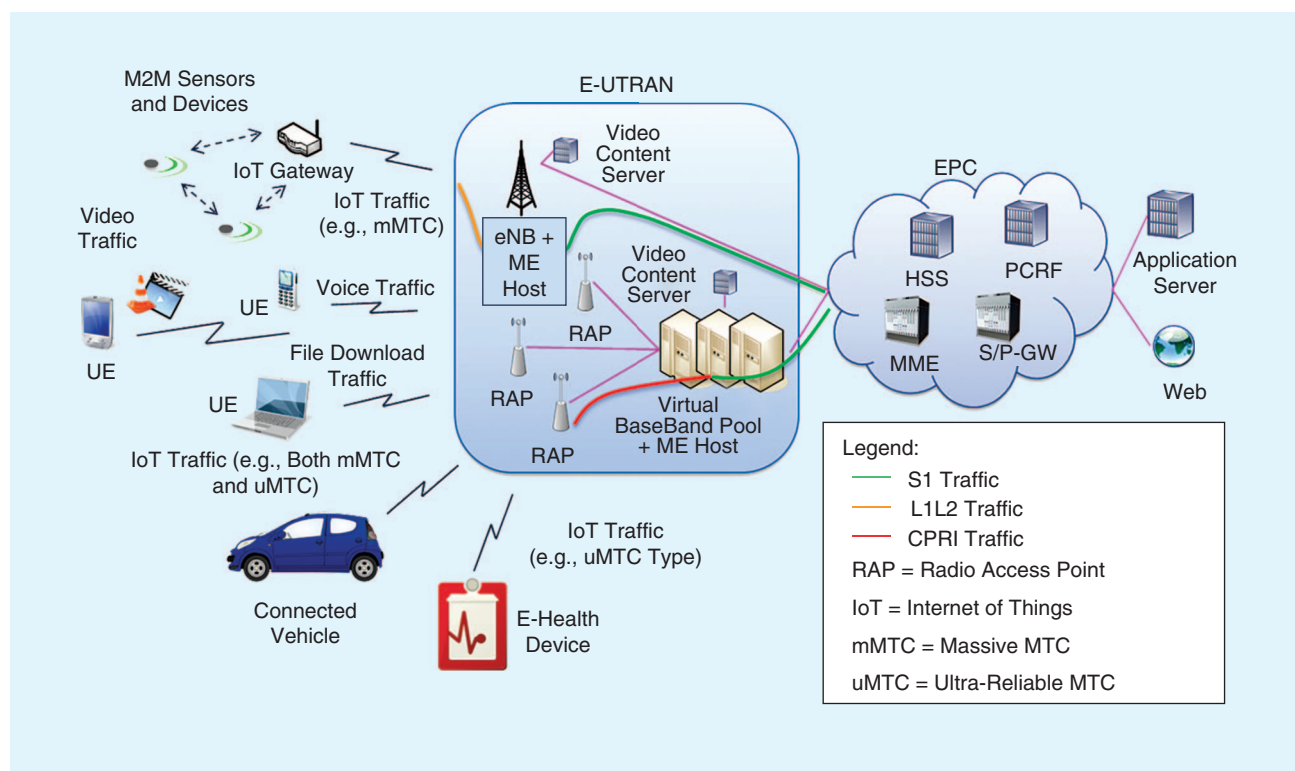 M2M Sensors
and Devices
IoT Gateway
IoT Traffic
(e.g., mMTC)
Video
Traffic
UE
UE
Voice Traffic
File Download
Traffic
UE
IoT Traffic (e.g., Both mMTC
and uMTC)
Connected
Vehicle
IoT Traffic
(e.g., uMTC Type)
E-Health
Device
E-UTRAN
Video
Content
Server
eNB +
ME
Host
Video
Content
Server
RAP
RAP
RAP
Virtual
BaseBand Pool
+ ME Host
EPC
HSS
PCRF
MME
S/P-GW
Application
Server
Web
Legend:
S1 Traffic
L1L2 Traffic
CPRI Traffic
RAP = Radio Access Point
IoT = Internet of Things
mMTC = Massive MTC
uMTC = Ultra-Reliable MTC